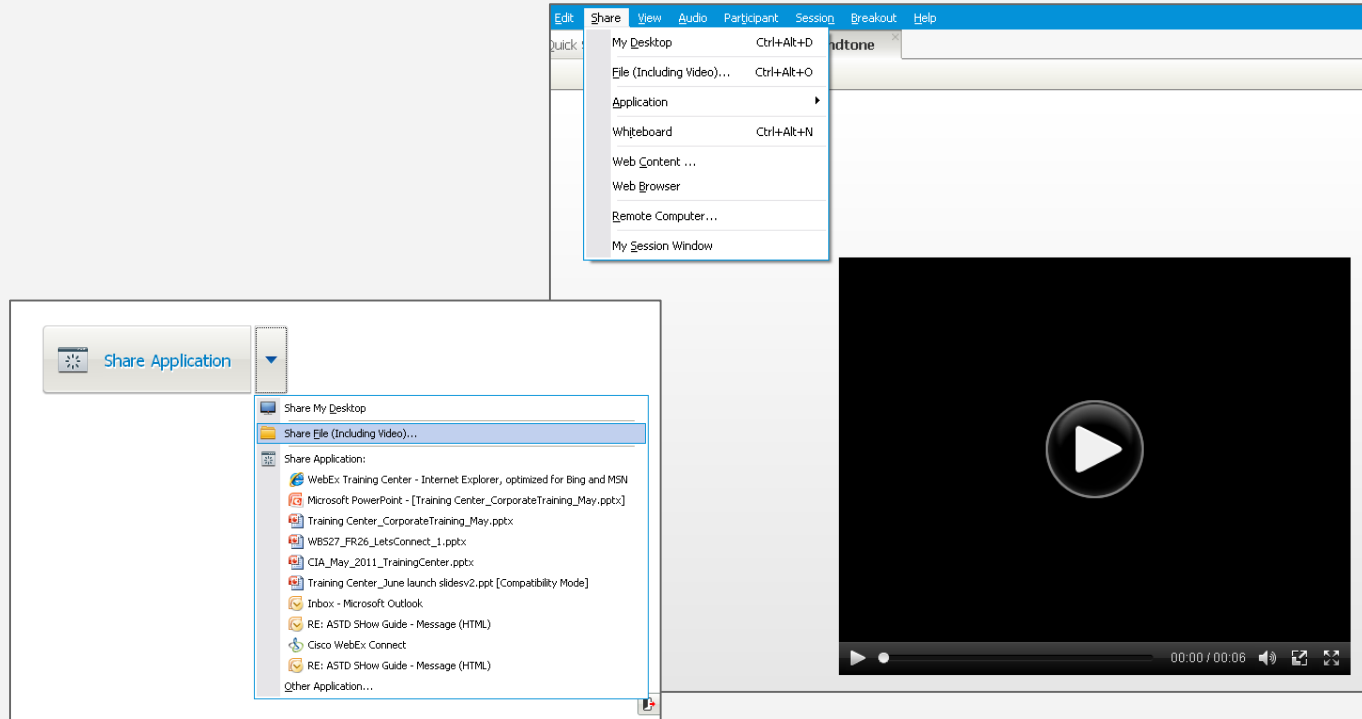 Edit Share View Audio Participant Session Breakout Help
Quick
ndtone
My Desktop Ctrl+Alt+D
File (Including Video)... Ctrl+Alt+O
Application
Whiteboard Ctrl+Alt+N
Web Content ...
Web Browser
Remote Computer...
My Session Window
00:00 / 00:06
Share Application
Share My Desktop
Share File (Including Video)...
Share Application:
WebEx Training Center - Internet Explorer, optimized for Bing and MSN
Microsoft PowerPoint - [Training Center_CorporateTraining_May.pptx]
Training Center_CorporateTraining_May.pptx
WBS27_FR26_LetsConnect_1.pptx
CIA_May_2011_TrainingCenter.pptx
Training Center_June launch slidesv2.ppt [Compatibility Mode]
Inbox - Microsoft Outlook
RE: ASTD SHow Guide - Message (HTML)
Cisco WebEx Connect
RE: ASTD SHow Guide - Message (HTML)
Other Application...